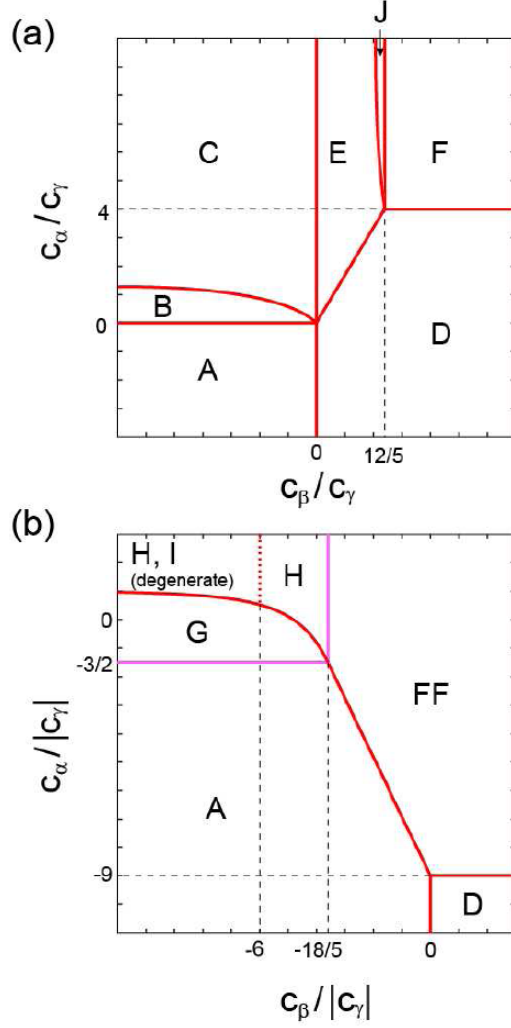 (a)
J
C
E
F
cα/cγ
4
B
0
D
A
0
12/5
cβ/cγ
(b)
H, I
(degenerate)
H
0
G
-3/2
FF
cα/|cγ|
A
-9
D
-6
-18/5
0
cβ/|cγ|